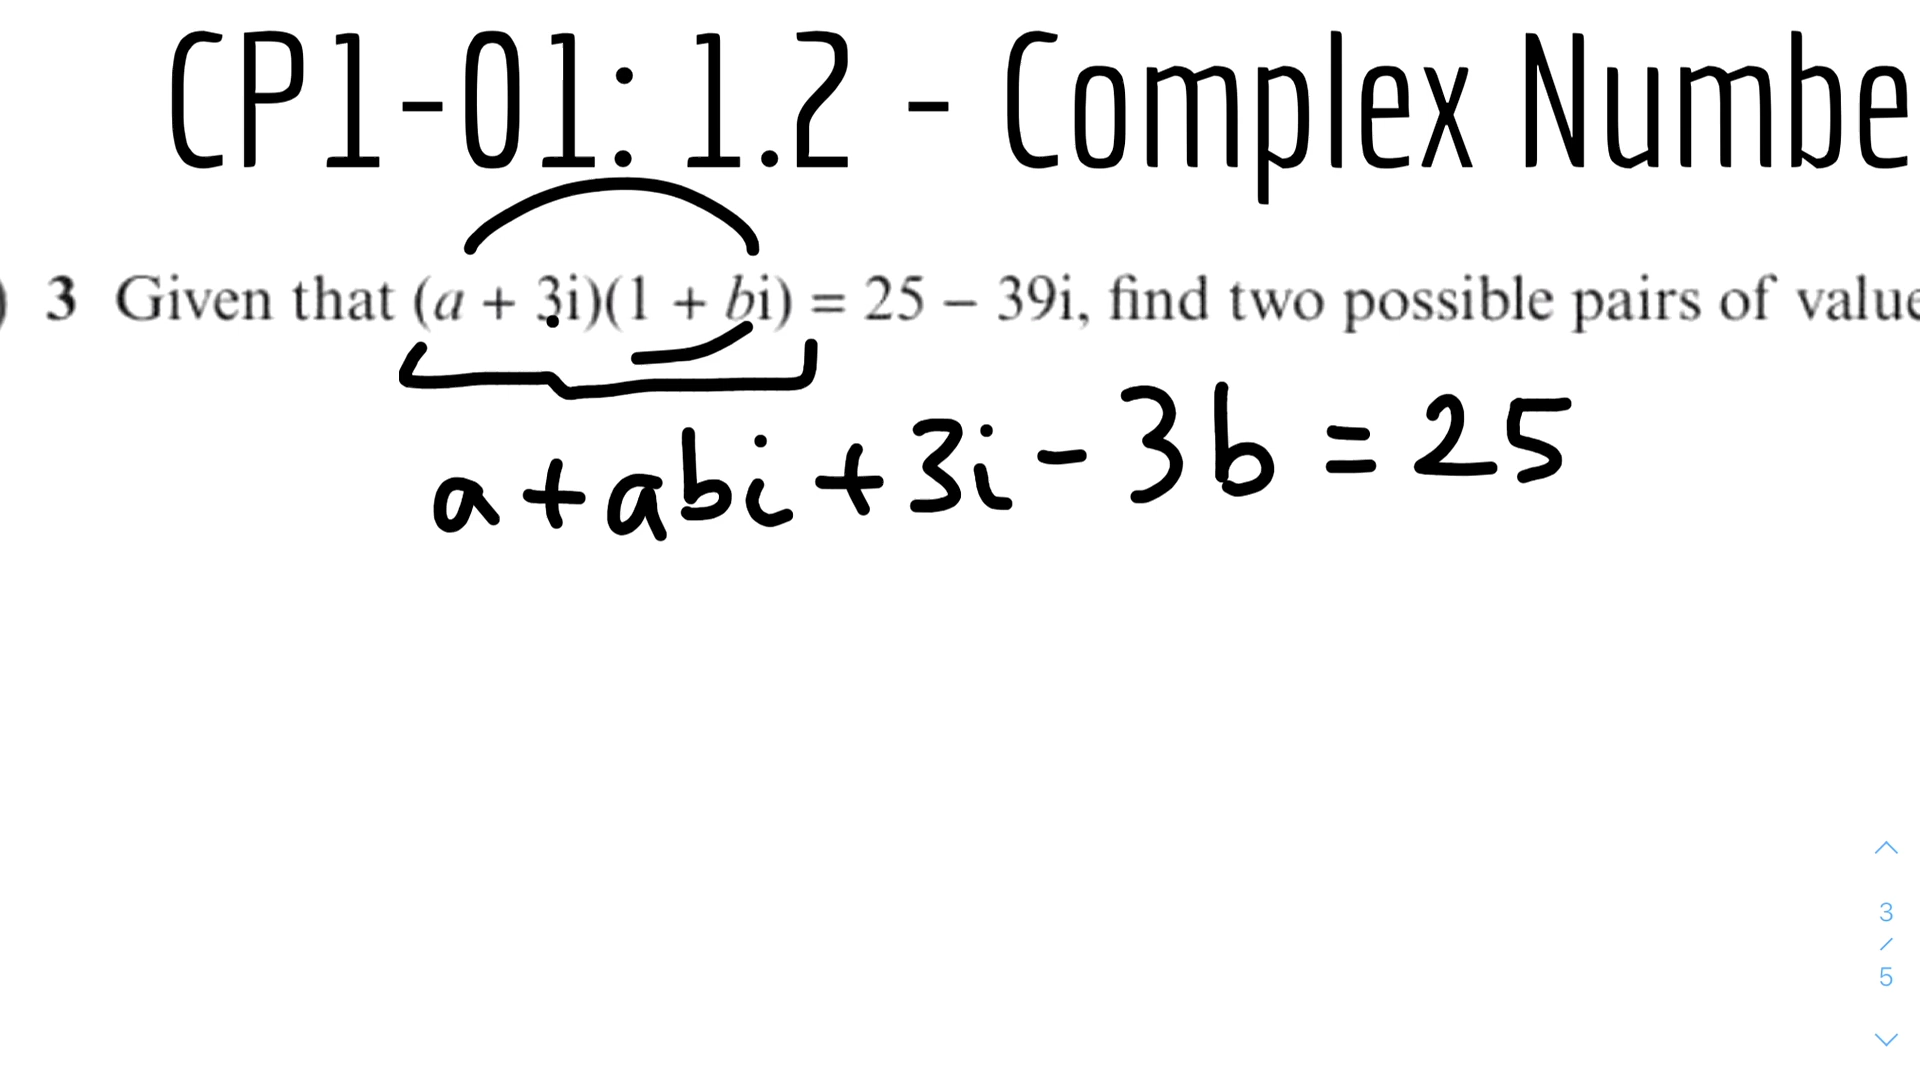 CP1-01: 1.2 - Complex Numbe
) 3 Given that (a + 3i)(1 + bi) = 25 – 39i, find two possible pairs of value
a + abi + 3i - 3b = 25
3
/
5